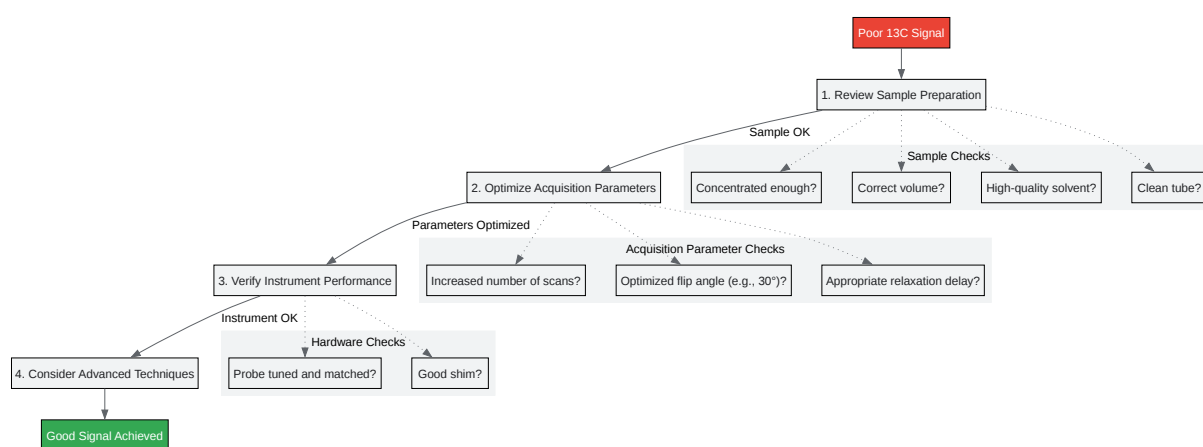 Poor 13C Signal
1. Review Sample Preparation
Sample OK
Sample Checks
Concentrated enough?
Correct volume?
High-quality solvent?
Clean tube?
2. Optimize Acquisition Parameters
Parameters Optimized
Acquisition Parameter Checks
Increased number of scans?
Optimized flip angle (e.g., 30°)?
Appropriate relaxation delay?
3. Verify Instrument Performance
Instrument OK
Hardware Checks
Probe tuned and matched?
Good shim?
4. Consider Advanced Techniques
Good Signal Achieved